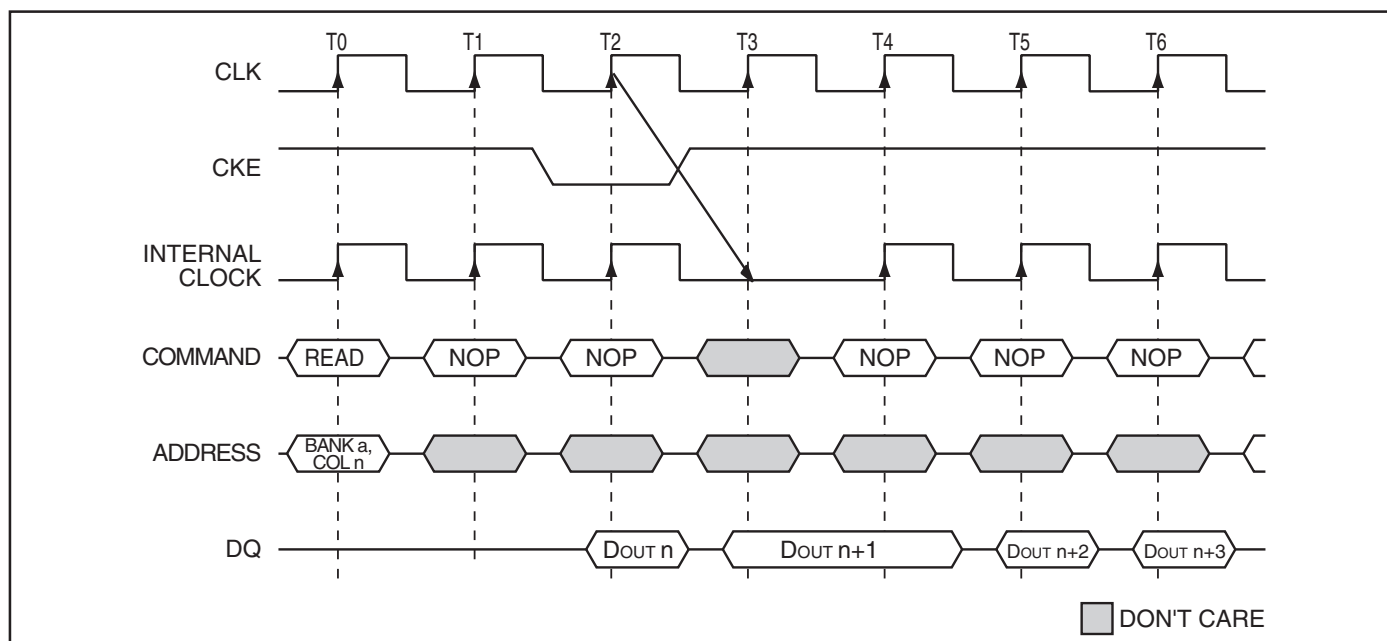 T0 T1 T2 T3 T4 T5 T6
CLK
CKE
INTERNAL
CLOCK
COMMAND READ NOP NOP NOP NOP NOP
ADDRESS BANK a,
COL n
DQ DOUT n DOUT n+1 DOUT n+2 DOUT n+3
DON'T CARE